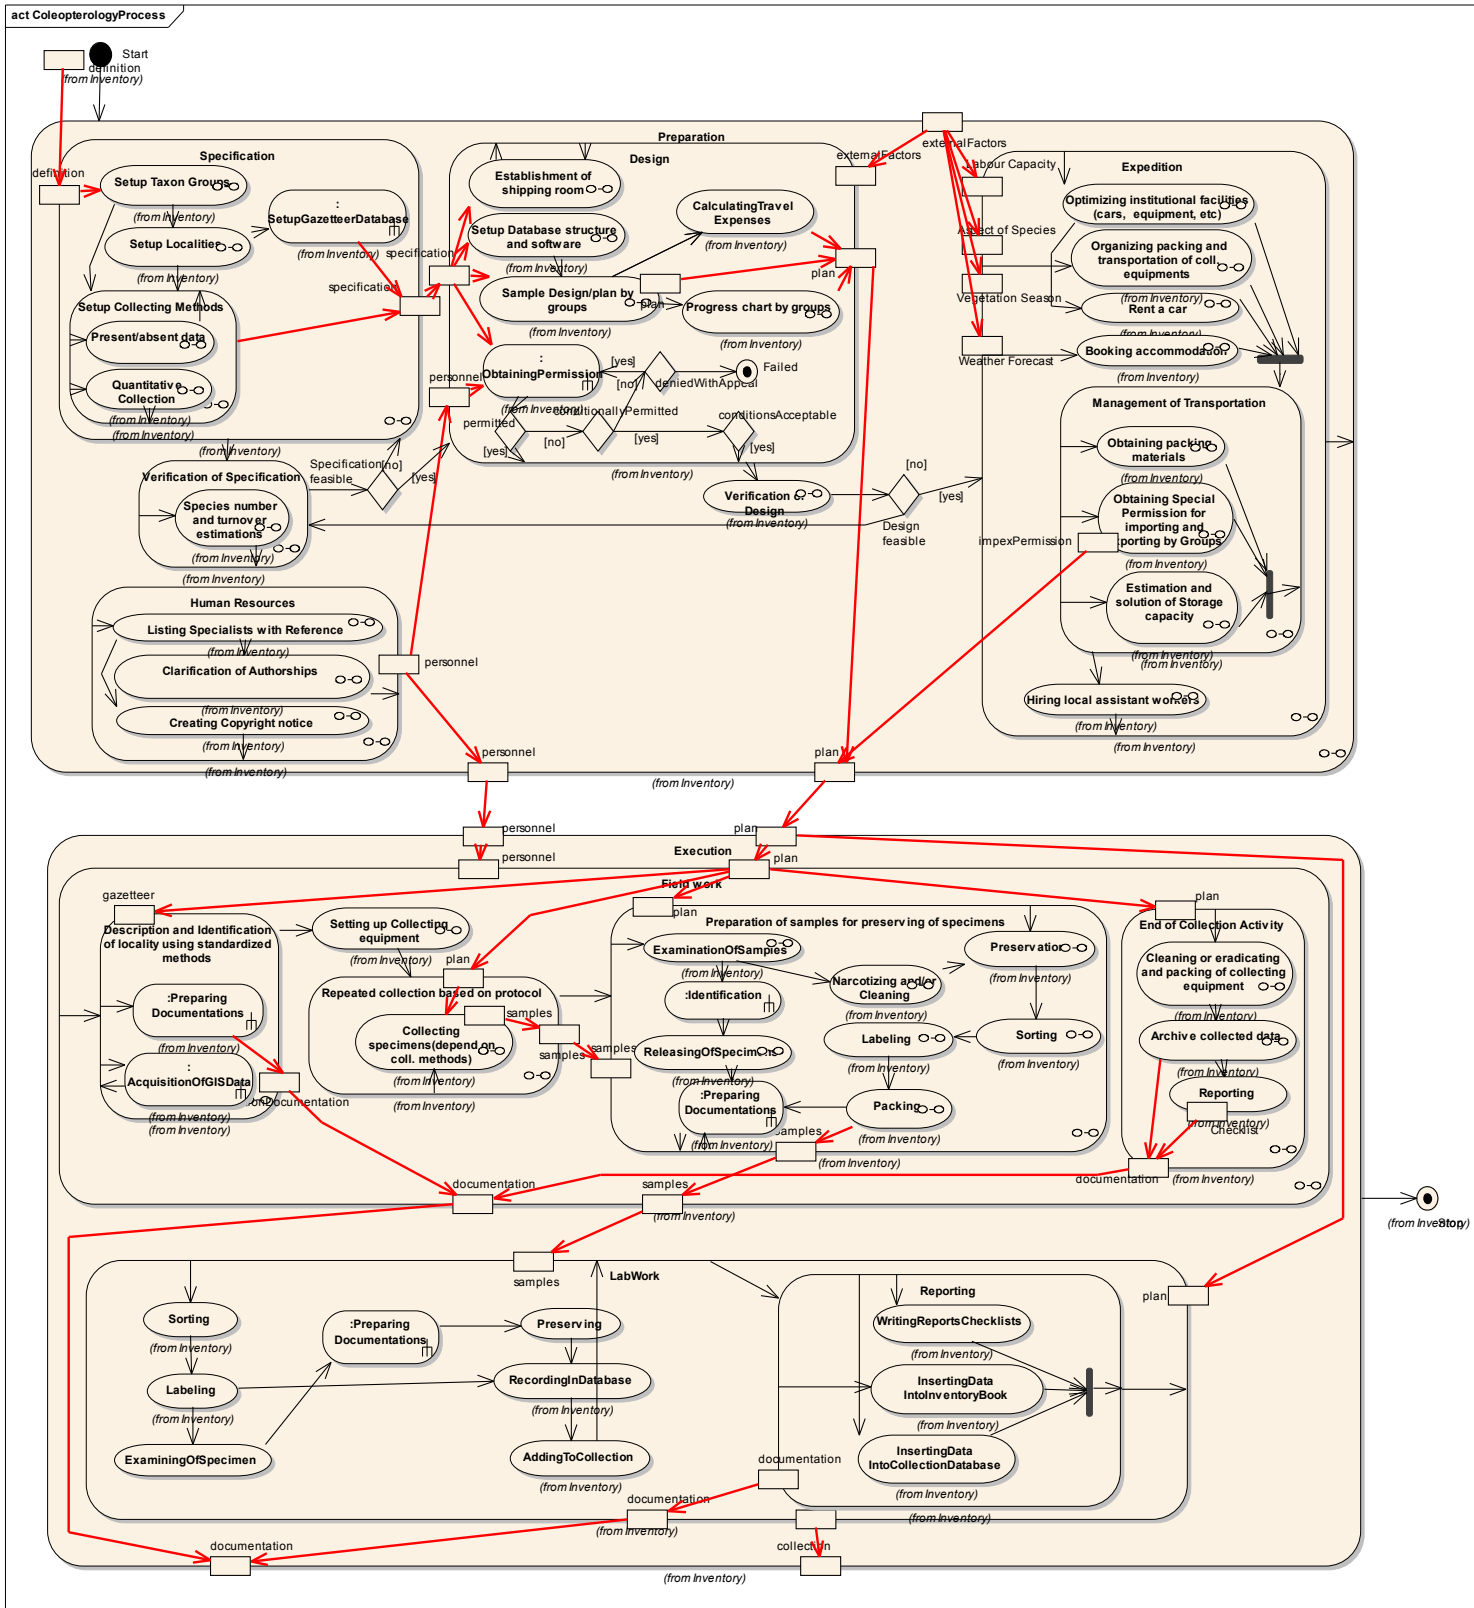 act ColeopterologyProcess
Start
definition
(from Inventory)
Preparation
Specification
definition
Setup Taxon Groups
(from Inventory)
Setup Localities
(from Inventory)
:
SetupGazetteerDatabase
(from Inventory)
Setup Collecting Methods
Present/absent data
Quantitative
Collection
(from Inventory)
(from Inventory)
(from Inventory)
specification
Design
Establishment of
shipping room
Setup Database structure
and software
(from Inventory)
specification
Sample Design/plan by
groups
(from Inventory)
plan
CalculatingTravel
Expenses
(from Inventory)
Progress chart by groups
(from Inventory)
plan
externalFactors
externalFactors
:
ObtainingPermission
(from Inventory)
personnel
[yes]
[no]
deniedWithAppeal
Failed
permitted
conditionallyPermitted
conditionsAcceptable
[no]
[yes]
[yes]
[yes]
(from Inventory)
Verification of Specification
Species number
and turnover
estimations
(from Inventory)
(from Inventory)
Specification
feasible
[no]
[yes]
Verification of
Design
(from Inventory)
Design
feasible
[no]
[yes]
Labour Capacity
Aspect of Species
Vegetation Season
Weather Forecast
Expedition
Optimizing institutional facilities
(cars, equipment, etc)
Organizing packing and
transportation of coll.
equipments
(from Inventory)
Rent a car
(from Inventory)
Booking accommodation
(from Inventory)
Management of Transportation
Obtaining packing
materials
(from Inventory)
Obtaining Special
Permission for
importing and
exporting by Groups
(from Inventory)
impexPermission
Estimation and
solution of Storage
capacity
(from Inventory)
(from Inventory)
Hiring local assistant workers
(from Inventory)
(from Inventory)
Human Resources
Listing Specialists with Reference
(from Inventory)
Clarification of Authorships
(from Inventory)
Creating Copyright notice
(from Inventory)
(from Inventory)
personnel
personnel
plan
(from Inventory)
personnel
plan
Execution
personnel
plan
Field work
gazetteer
Description and Identification
of locality using standardized
methods
:Preparing
Documentations
(from Inventory)
:
AcquisitionOfGISData
(from Inventory)
(from Inventory)
onDocumentation
Setting up Collecting
equipment
(from Inventory)
plan
Repeated collection based on protocol
samples
Collecting
specimens(depend on
coll. methods)
(from Inventory)
(from Inventory)
samples
samples
plan
Preparation of samples for preserving of specimens
ExaminationOfSamples
(from Inventory)
:Identification
(from Inventory)
ReleasingOfSpecimens
(from Inventory)
:Preparing
Documentations
(from Inventory)
Narcotizing and/or
Cleaning
(from Inventory)
Preservation
(from Inventory)
Labeling
(from Inventory)
Sorting
(from Inventory)
Packing
(from Inventory)
samples
(from Inventory)
plan
End of Collection Activity
Cleaning or eradicating
and packing of collecting
equipment
(from Inventory)
Archive collected data
(from Inventory)
Reporting
(from Inventory)
Checklist
documentation
(from Inventory)
documentation
samples
(from Inventory)
Stop
(from Inventory)
samples
LabWork
Sorting
(from Inventory)
Labeling
(from Inventory)
ExaminingOfSpecimen
:Preparing
Documentations
Preserving
RecordingInDatabase
(from Inventory)
AddingToCollection
(from Inventory)
plan
Reporting
WritingReportsChecklists
(from Inventory)
InsertingData
IntoInventoryBook
(from Inventory)
InsertingData
IntoCollectionDatabase
(from Inventory)
documentation
(from Inventory)
documentation
(from Inventory)
documentation
collection
(from Inventory)